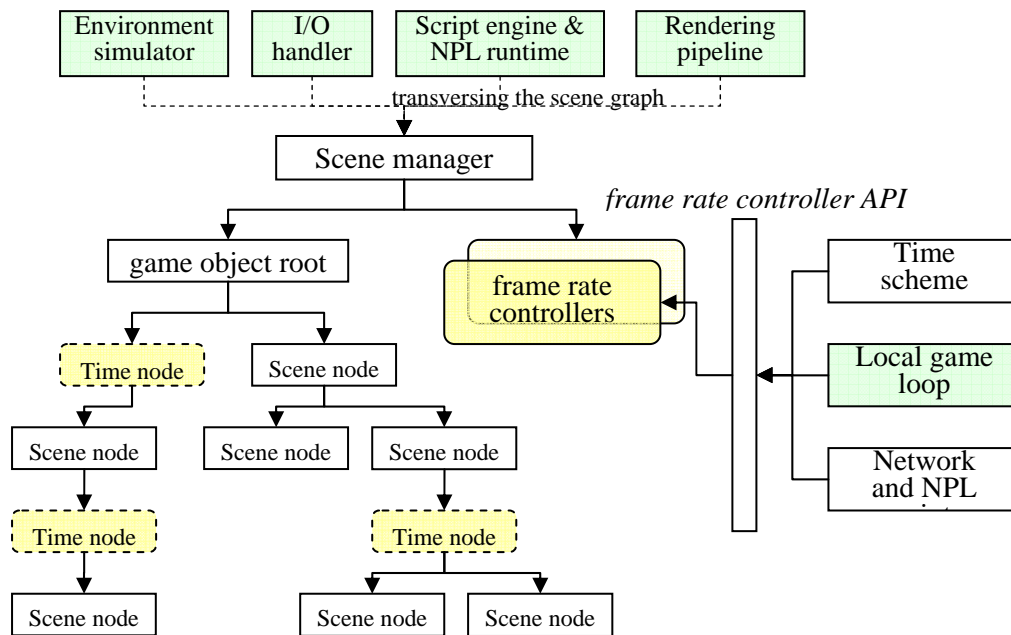 Environment
simulator
I/O
handler
Script engine &
NPL runtime
Rendering
pipeline
transversing the scene graph
Scene manager
frame rate controller API
game object root
frame rate
controllers
Time
scheme
Time node
Scene node
Local game
loop
Scene node
Scene node
Scene node
Network
and NPL
Time node
Time node
Scene node
Scene node
Scene node